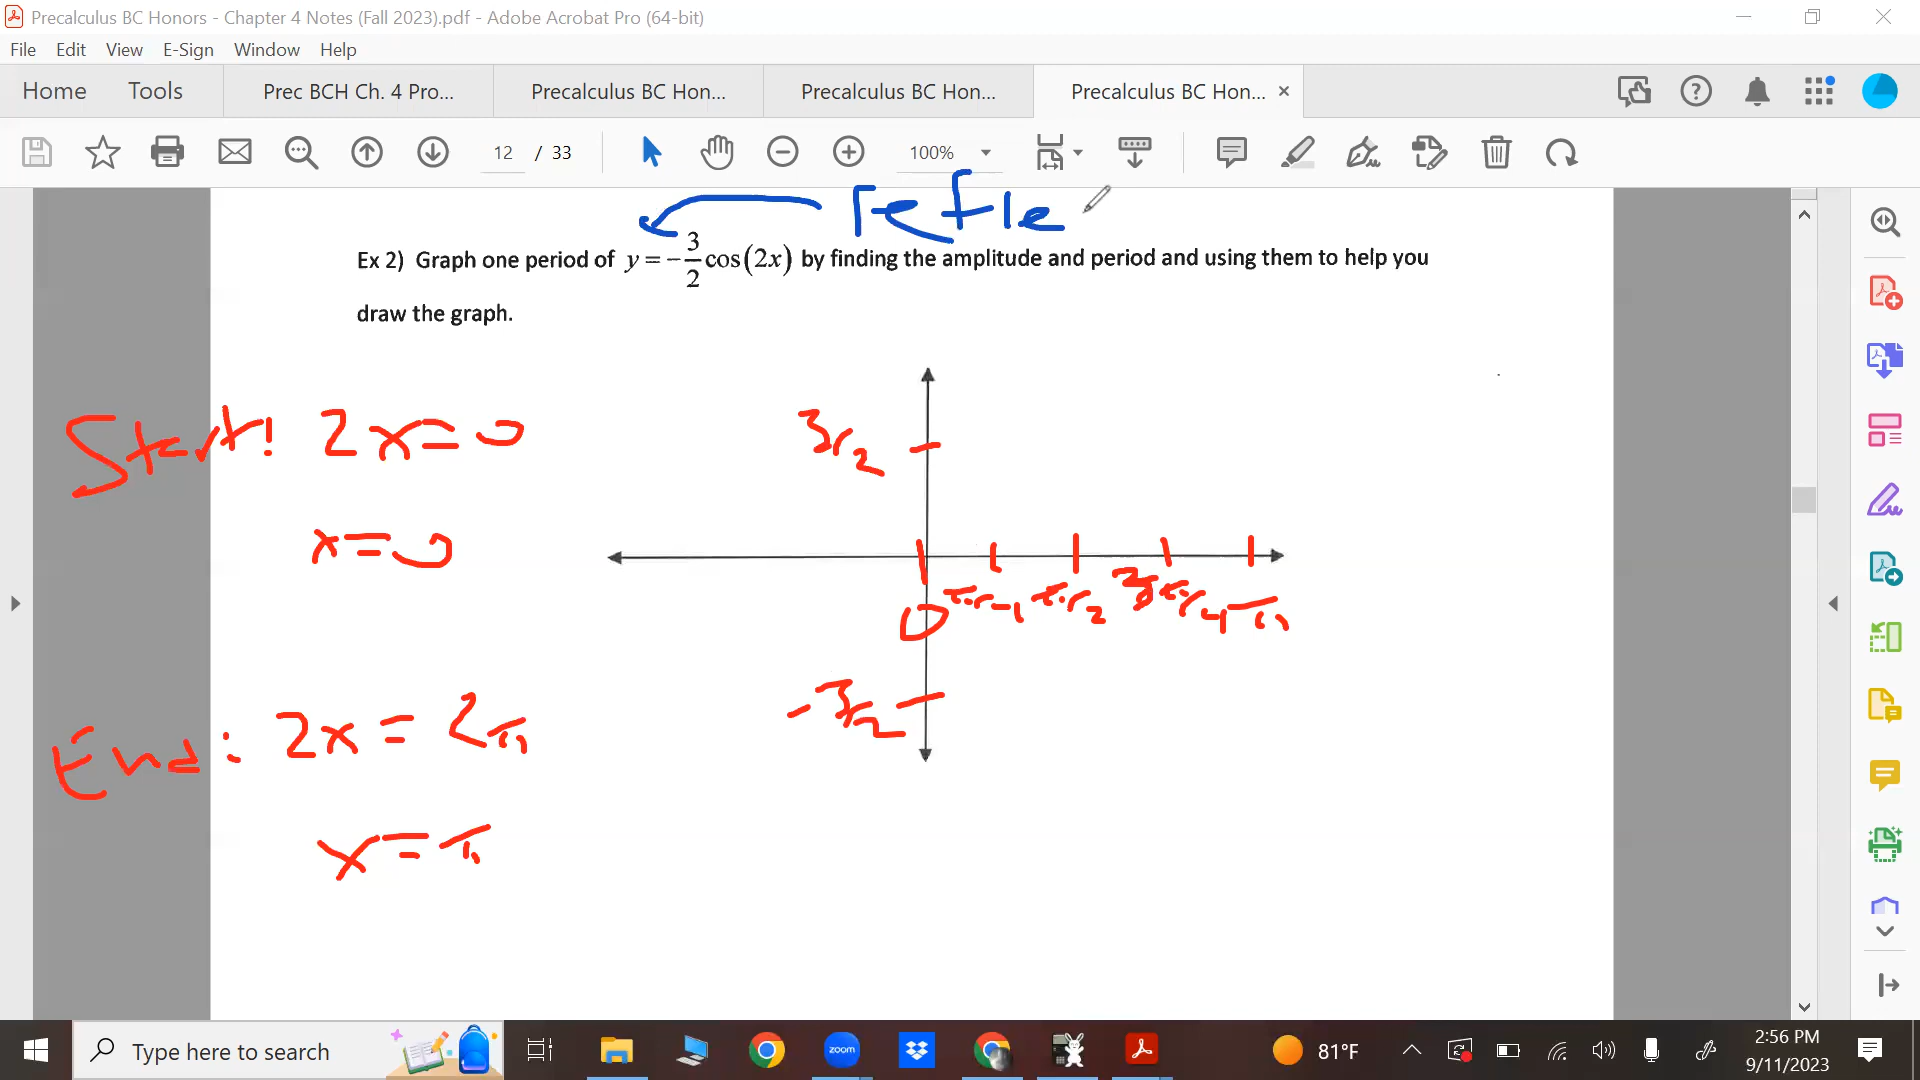 Precalculus BC Honors - Chapter 4 Notes (Fall 2023).pdf - Adobe Acrobat Pro (64-bit)
File Edit View E-Sign Window Help
Home Tools Prec BCH Ch. 4 Pro... Precalculus BC Hon... Precalculus BC Hon... Precalculus BC Hon... ×
12 / 33 100%
refle
Ex 2) Graph one period of y = -3/2 cos(2x) by finding the amplitude and period and using them to help you
draw the graph.
Start! 2x=0
3/2
x=0
0 π/4 π/2 3π/4 π
-3/2
End: 2x = 2π
x=π
Type here to search
zoom
81°F
2:56 PM
9/11/2023